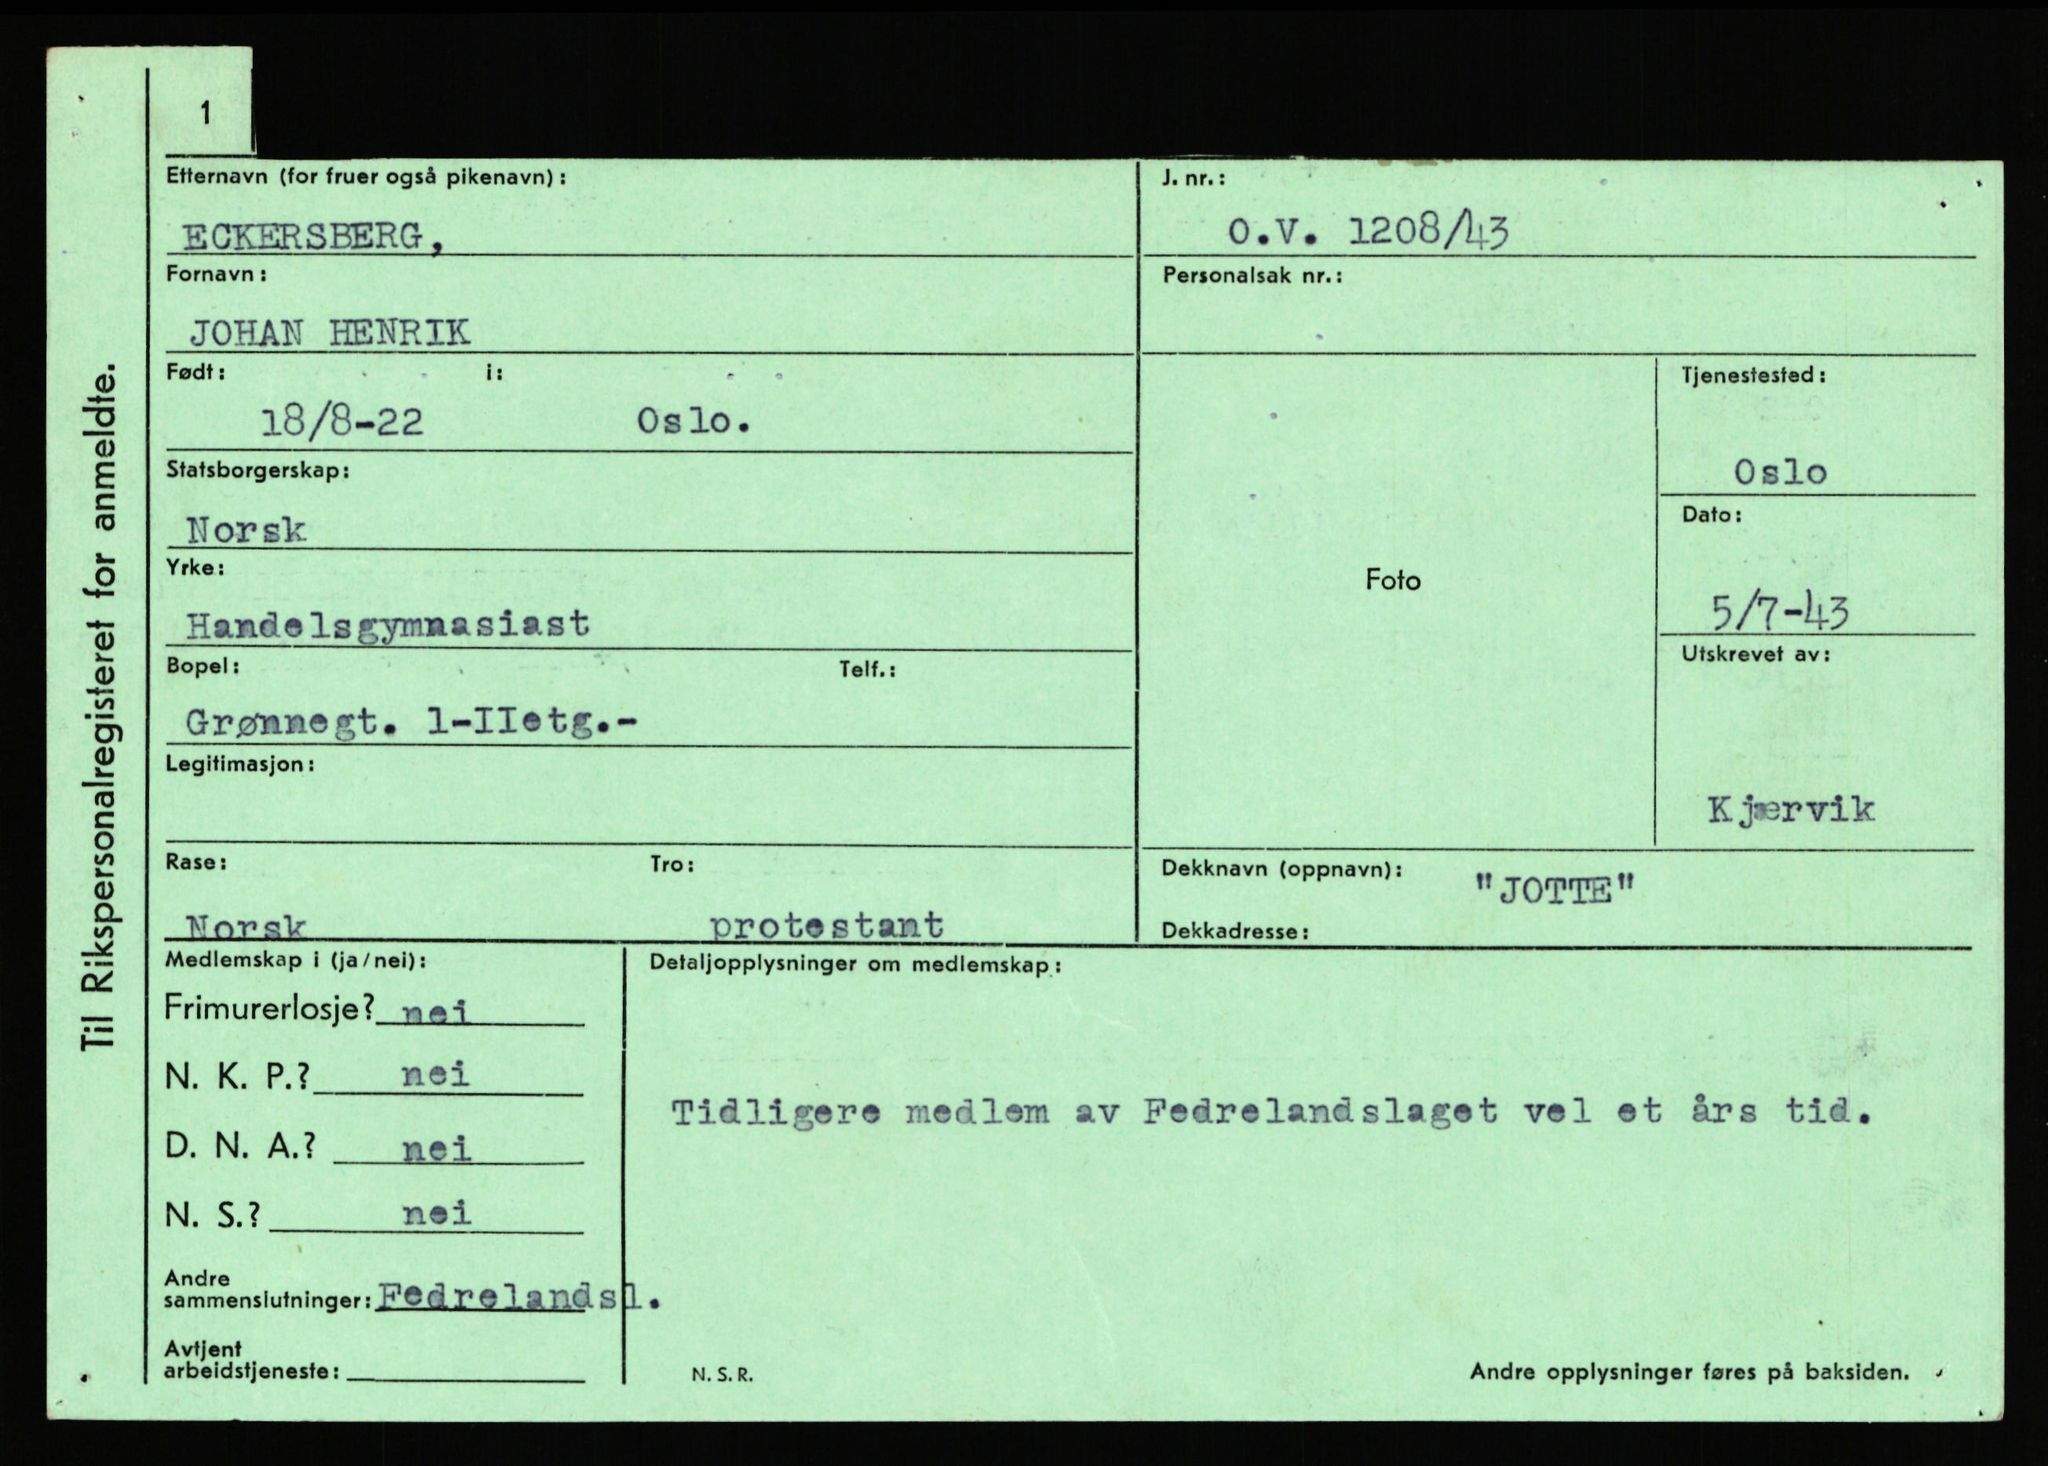 1
Til Rikspersonalregisteret for anmeldte.
Etternavn (for fruer også pikenavn):
ECKERSBERG,
Fornavn:
JOHAN HENRIK
Født: i:
18/8-22 Oslo.
Statsborgerskap:
Norsk
Yrke:
Handelsgymnasiast
Bopel: Telf.:
Grønnegt. 1-IIetg.-
Legitimasjon:
Rase: Tro:
Norsk protestant
J. nr.:
O.V. 1208/43
Personalsak nr.:
Foto
Tjenestested:
Oslo
Dato:
5/7-43
Utskrevet av:
Kjærvik
Dekknavn (oppnavn): "JOTTE"
Dekkadresse:
Medlemskap i (ja/nei):
Frimurerlosje? nei
N. K. P.? nei
D. N. A.? nei
N. S.? nei
Andre
sammenslutninger: Fedrelandsl.
Avtjent
arbeidstjeneste:
Detaljopplysninger om medlemskap:
Tidligere medlem av Fedrelandslaget vel et års tid.
N. S. R.
Andre opplysninger føres på baksiden.